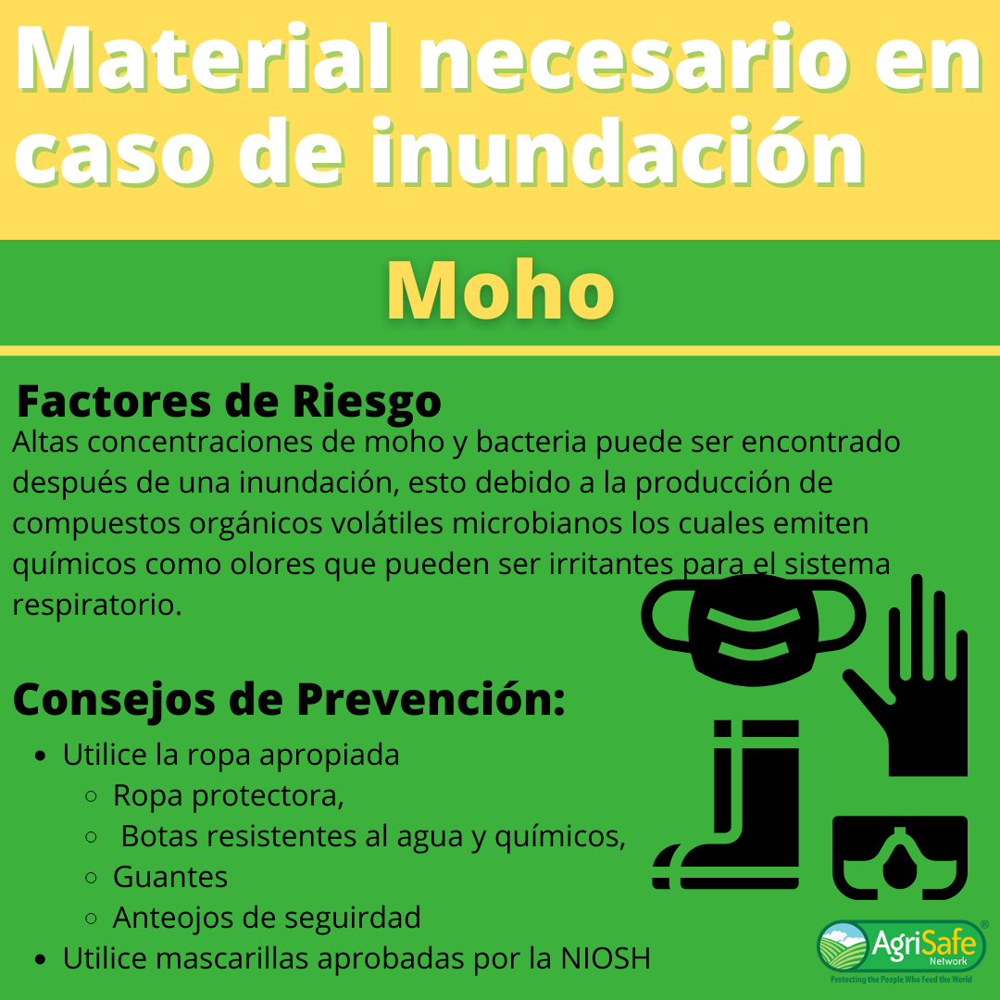 Material necesario en
caso de inundación
Moho
Factores de Riesgo
Altas concentraciones de moho y bacteria puede ser encontrado
después de una inundación, esto debido a la producción de
compuestos orgánicos volátiles microbianos los cuales emiten
químicos como olores que pueden ser irritantes para el sistema
respiratorio.
Consejos de Prevención:
• Utilice la ropa apropiada
○ Ropa protectora,
○ Botas resistentes al agua y químicos,
○ Guantes
○ Anteojos de seguirdad
• Utilice mascarillas aprobadas por la NIOSH
AgriSafe®
Network
Protecting the People Who Feed the World